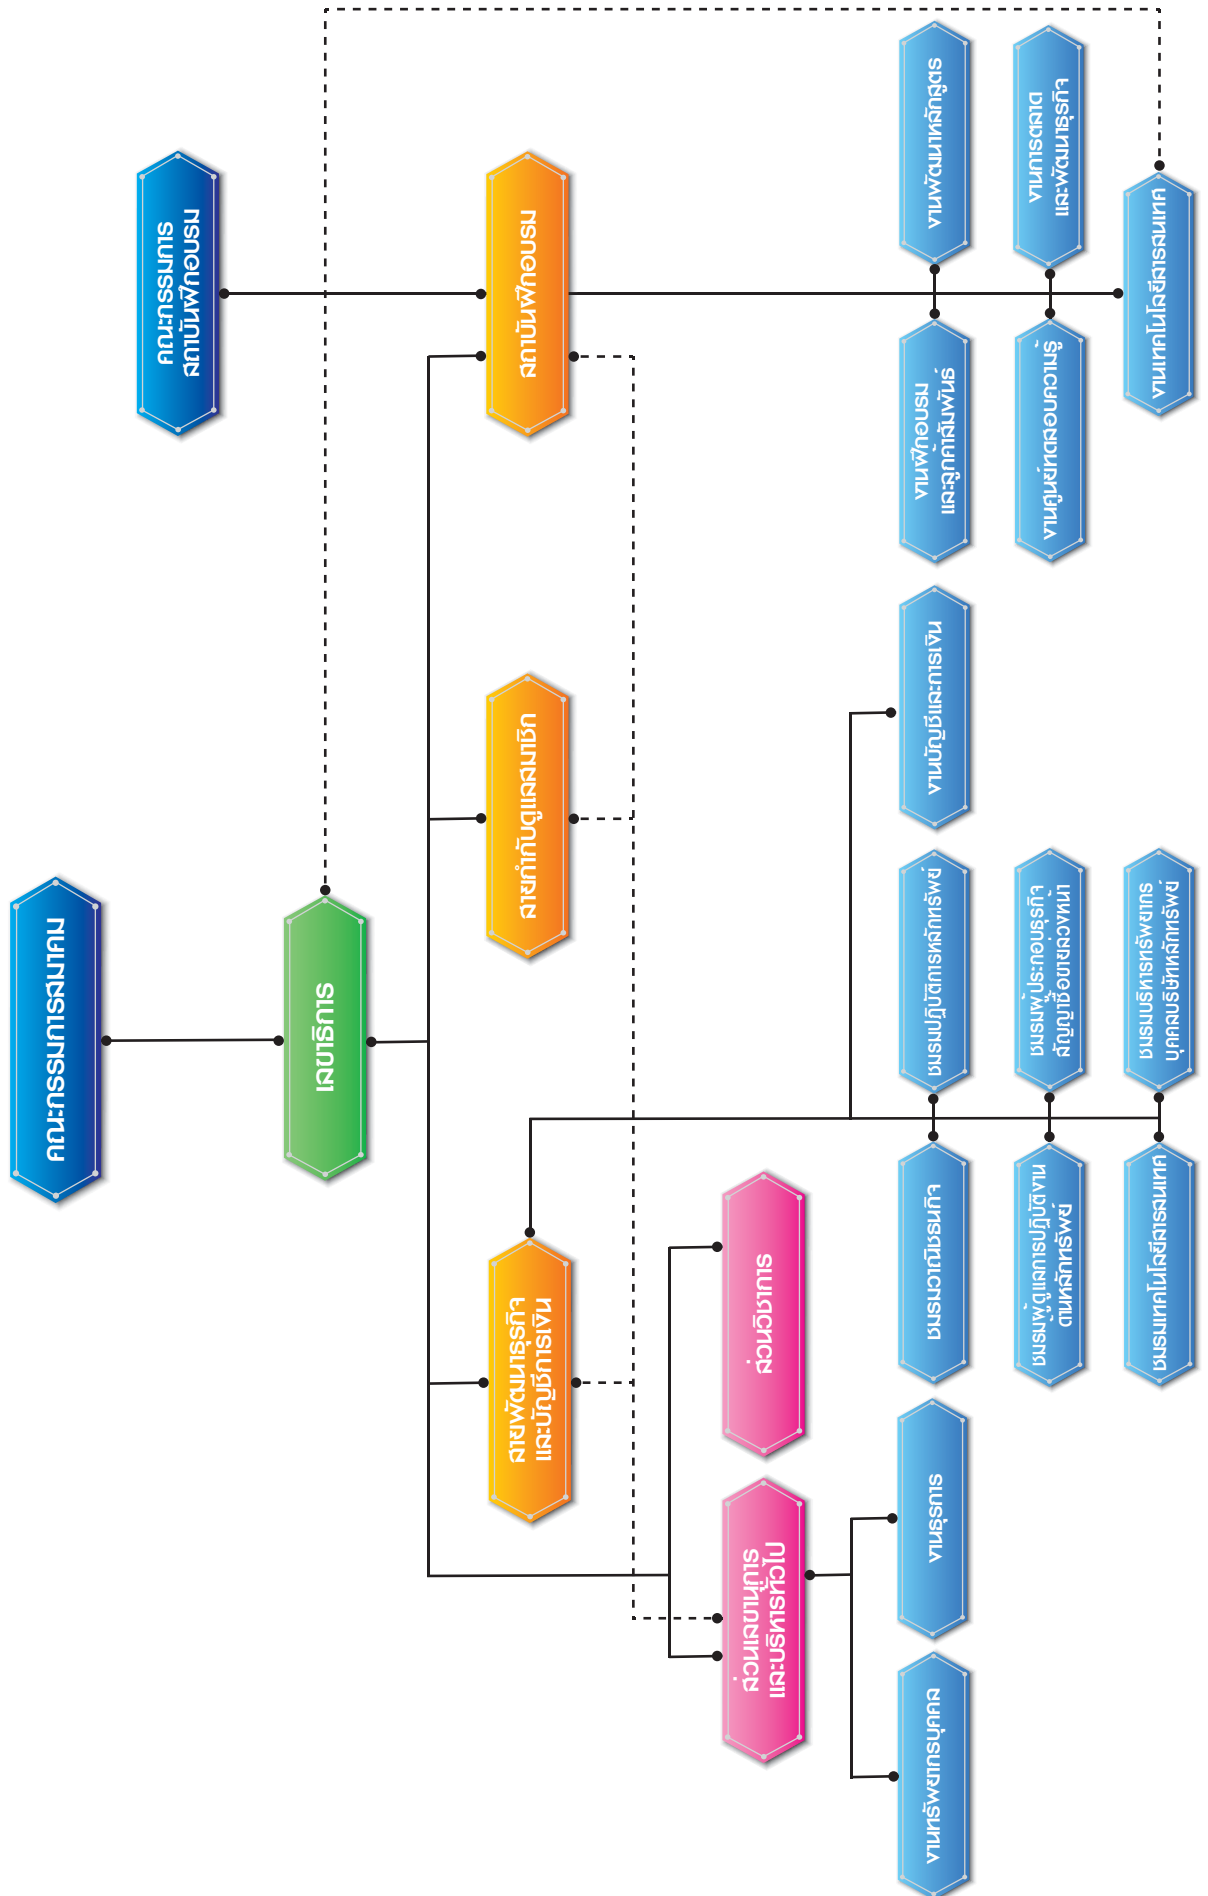 คณะกรรมการสมาคม
คณะกรรมการ
สถาบันฝึกอบรม
เลขาธิการ
สายพัฒนาธุรกิจ
และบัญชีการเงิน
สายกำกับดูแลสมาชิก
สถาบันฝึกอบรม
ส่วนเลขานุการ
และบริหารทั่วไป
ส่วนวิชาการ
งานทรัพยากรบุคคล
งานธุรการ
ชมรมวาณิชธนกิจ
ชมรมปฏิบัติการหลักทรัพย์
งานบัญชีและการเงิน
งานฝึกอบรม
และลูกค้าสัมพันธ์
งานพัฒนาหลักสูตร
ชมรมผู้ดูแลการปฏิบัติงาน
ด้านหลักทรัพย์
ชมรมผู้ประกอบธุรกิจ
สัญญาซื้อขายล่วงหน้า
งานศูนย์ทดสอบความรู้
งานการตลาด
และพัฒนาธุรกิจ
ชมรมเทคโนโลยีสารสนเทศ
ชมรมบริหารทรัพยากร
บุคคลบริษัทหลักทรัพย์
งานเทคโนโลยีสารสนเทศ